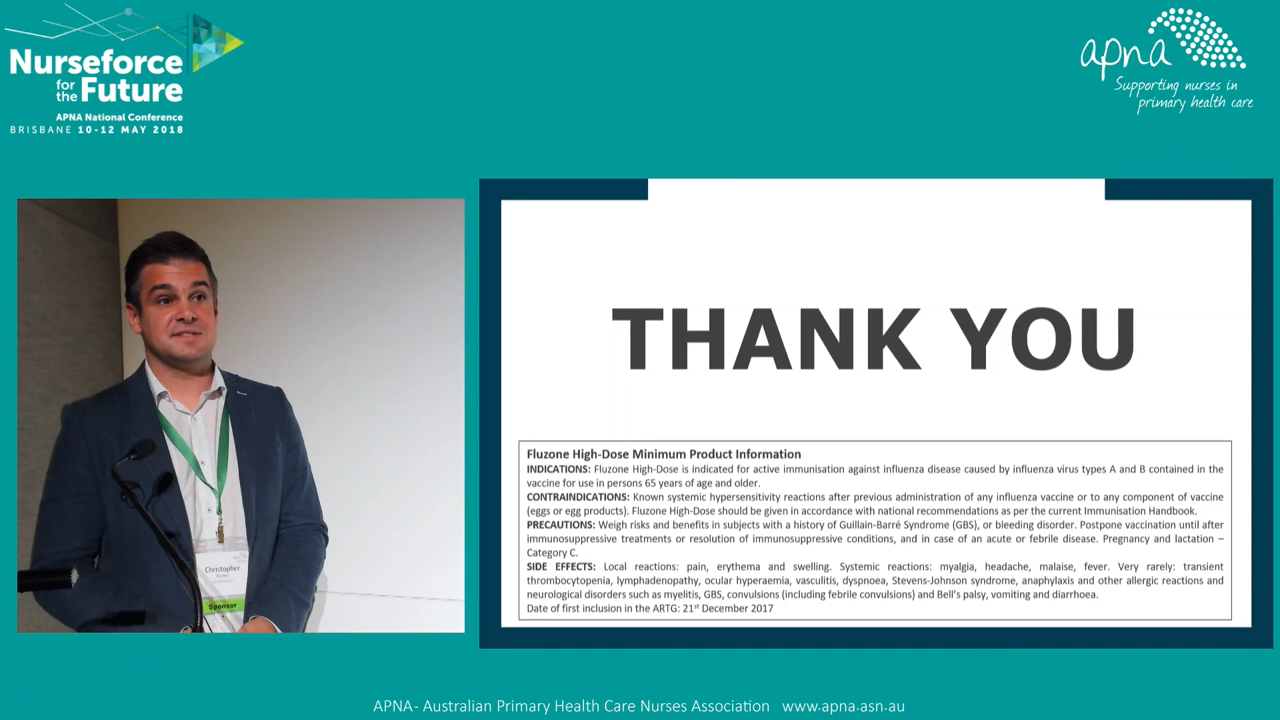 Nurseforce
for
the Future
APNA National Conference
BRISBANE 10-12 MAY 2018
apna
Supporting nurses in
primary health care
THANK YOU
Fluzone High-Dose Minimum Product Information
INDICATIONS: Fluzone High-Dose is indicated for active immunisation against influenza disease caused by influenza virus types A and B contained in the
vaccine for use in persons 65 years of age and older.
CONTRAINDICATIONS: Known systemic hypersensitivity reactions after previous administration of any influenza vaccine or to any component of vaccine
(eggs or egg products). Fluzone High-Dose should be given in accordance with national recommendations as per the current Immunisation Handbook.
PRECAUTIONS: Weigh risks and benefits in subjects with a history of Guillain-Barré Syndrome (GBS), or bleeding disorder. Postpone vaccination until after
immunosuppressive treatments or resolution of immunosuppressive conditions, and in case of an acute or febrile disease. Pregnancy and lactation –
Category C.
SIDE EFFECTS: Local reactions: pain, erythema and swelling. Systemic reactions: myalgia, headache, malaise, fever. Very rarely: transient
thrombocytopenia, lymphadenopathy, ocular hyperaemia, vasculitis, dyspnoea, Stevens-Johnson syndrome, anaphylaxis and other allergic reactions and
neurological disorders such as myelitis, GBS, convulsions (including febrile convulsions) and Bell's palsy, vomiting and diarrhoea.
Date of first inclusion in the ARTG: 21st December 2017
Christopher
Sponsor
APNA- Australian Primary Health Care Nurses Association www.apna.asn.au